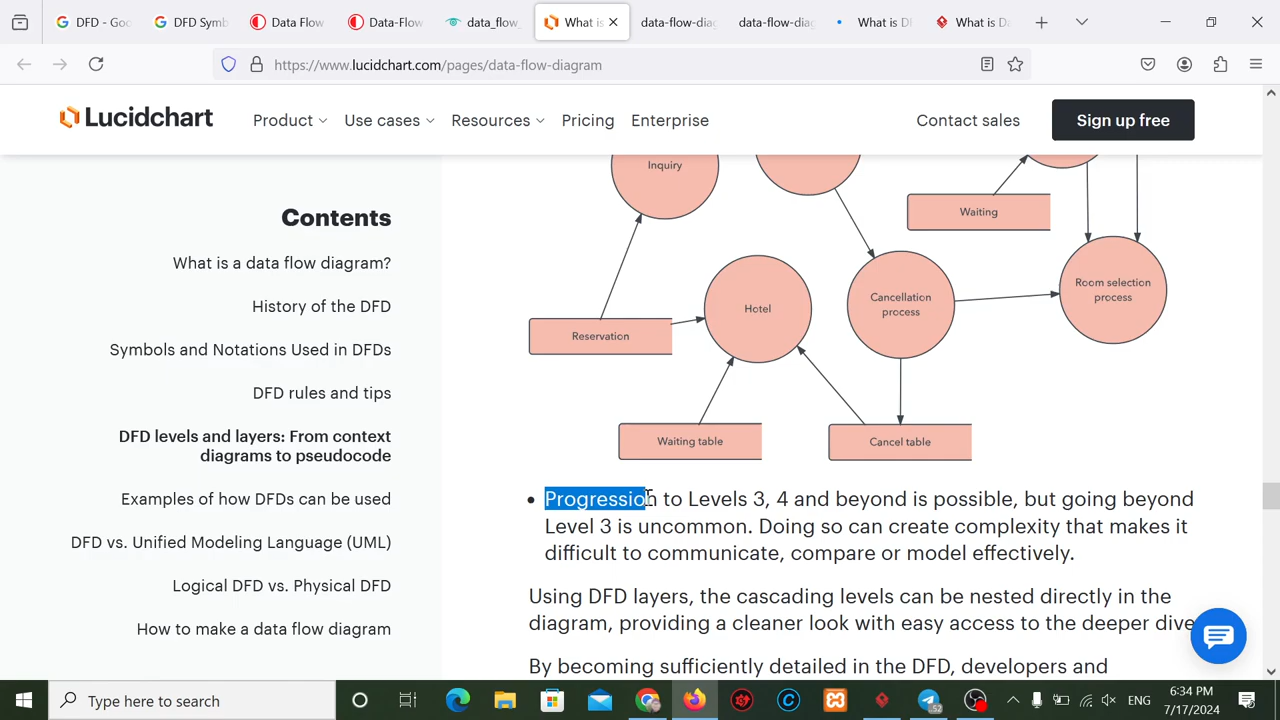 DFD - Goo
DFD Symb
Data Flow
Data-Flow
data_flow_
What is
data-flow-dia
data-flow-dia
What is DF
What is Da
https://www.lucidchart.com/pages/data-flow-diagram
Lucidchart
Product
Use cases
Resources
Pricing
Enterprise
Contact sales
Sign up free
Contents
What is a data flow diagram?
History of the DFD
Symbols and Notations Used in DFDs
DFD rules and tips
DFD levels and layers: From context
diagrams to pseudocode
Examples of how DFDs can be used
DFD vs. Unified Modeling Language (UML)
Logical DFD vs. Physical DFD
How to make a data flow diagram
Inquiry
Waiting
Room selection
process
Cancellation
process
Hotel
Reservation
Waiting table
Cancel table
• Progression to Levels 3, 4 and beyond is possible, but going beyond
Level 3 is uncommon. Doing so can create complexity that makes it
difficult to communicate, compare or model effectively.
Using DFD layers, the cascading levels can be nested directly in the
diagram, providing a cleaner look with easy access to the deeper dive
By becoming sufficiently detailed in the DFD, developers and
Type here to search
52
ENG
6:34 PM
7/17/2024